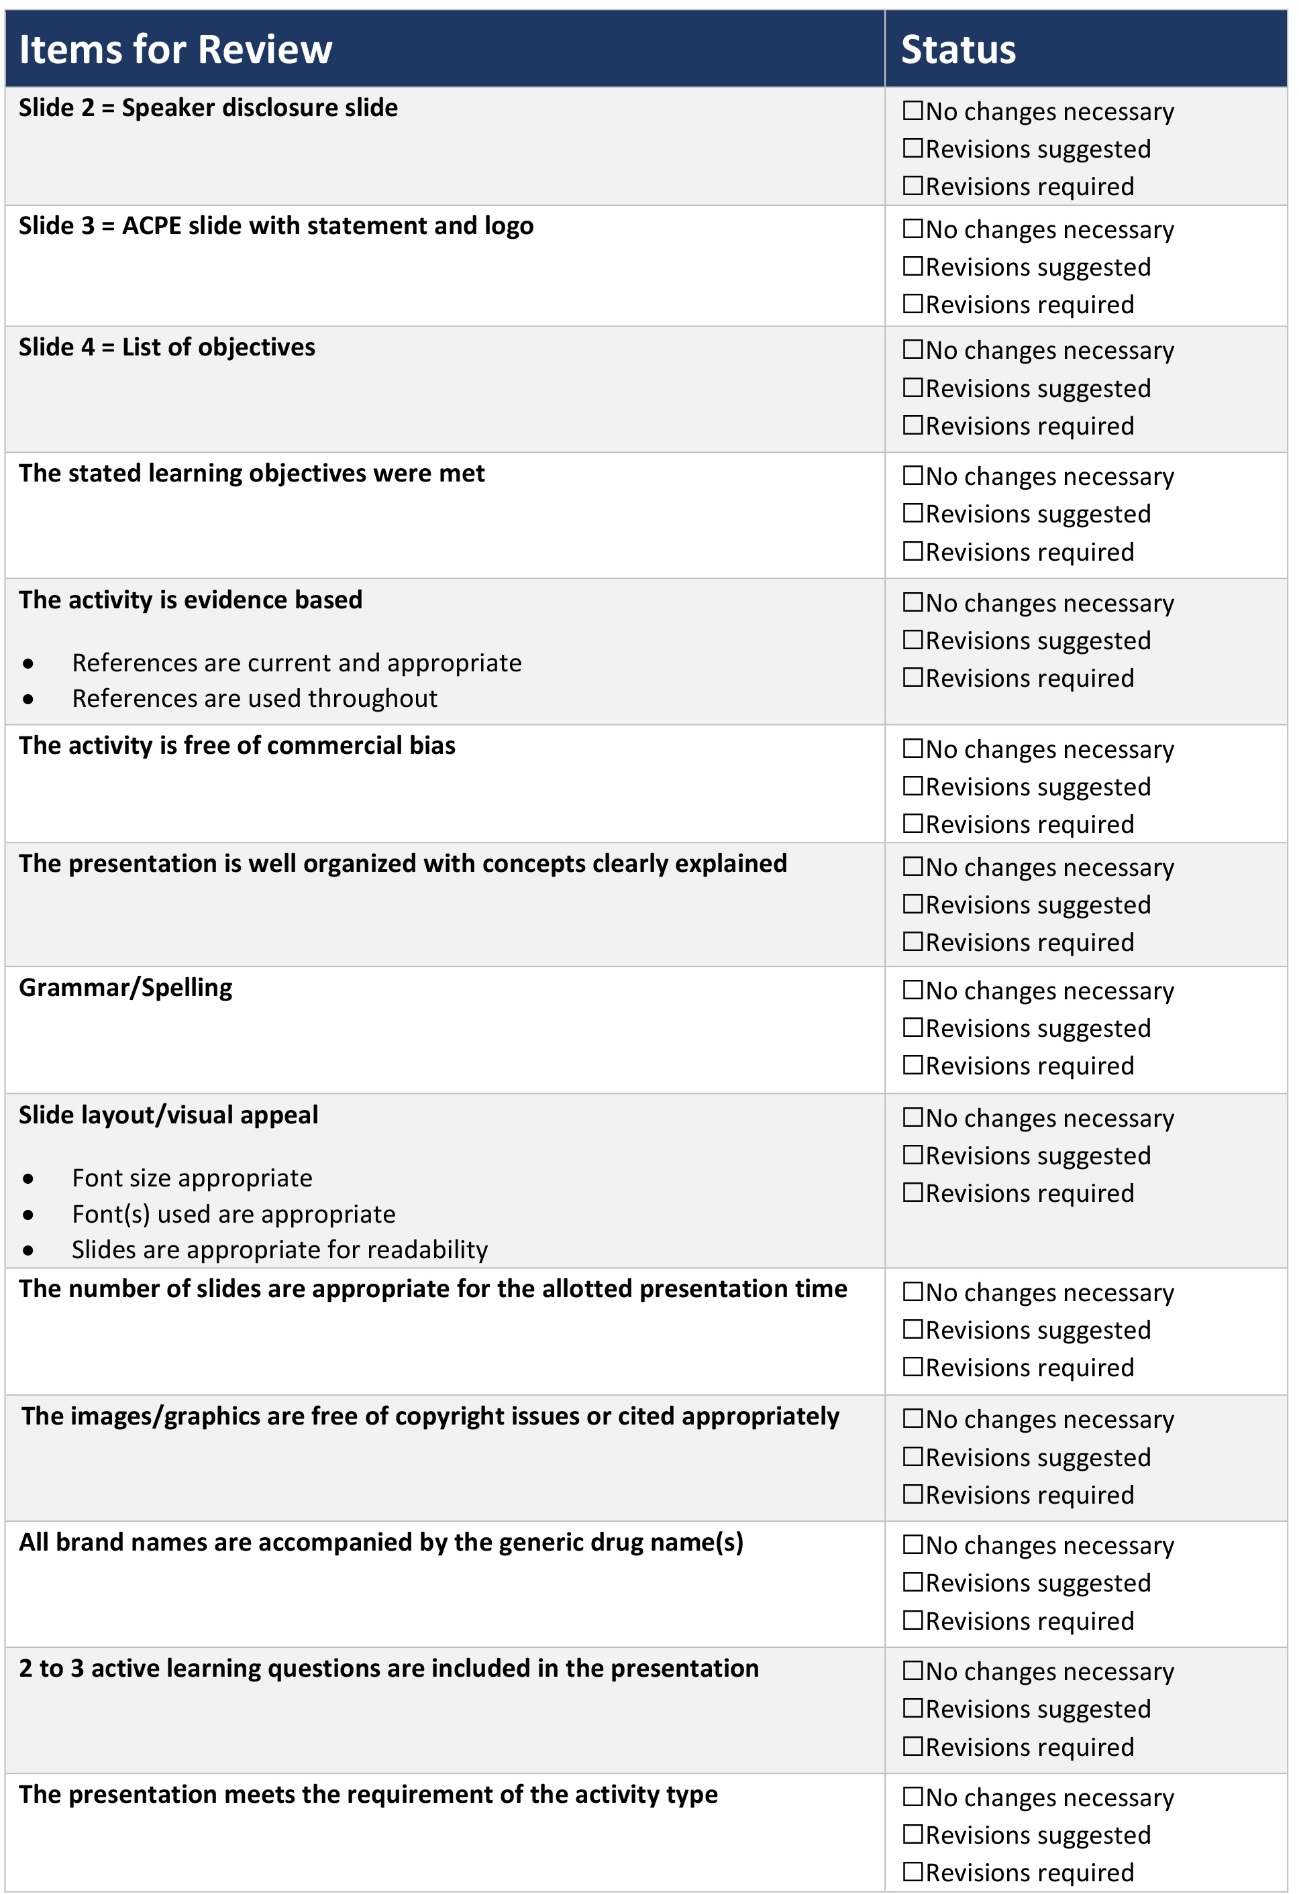 Items for Review
Status
Slide 2 = Speaker disclosure slide
☐No changes necessary
☐Revisions suggested
☐Revisions required
Slide 3 = ACPE slide with statement and logo
☐No changes necessary
☐Revisions suggested
☐Revisions required
Slide 4 = List of objectives
☐No changes necessary
☐Revisions suggested
☐Revisions required
The stated learning objectives were met
☐No changes necessary
☐Revisions suggested
☐Revisions required
The activity is evidence based
● References are current and appropriate
● References are used throughout
☐No changes necessary
☐Revisions suggested
☐Revisions required
The activity is free of commercial bias
☐No changes necessary
☐Revisions suggested
☐Revisions required
The presentation is well organized with concepts clearly explained
☐No changes necessary
☐Revisions suggested
☐Revisions required
Grammar/Spelling
☐No changes necessary
☐Revisions suggested
☐Revisions required
Slide layout/visual appeal
● Font size appropriate
● Font(s) used are appropriate
● Slides are appropriate for readability
☐No changes necessary
☐Revisions suggested
☐Revisions required
The number of slides are appropriate for the allotted presentation time
☐No changes necessary
☐Revisions suggested
☐Revisions required
The images/graphics are free of copyright issues or cited appropriately
☐No changes necessary
☐Revisions suggested
☐Revisions required
All brand names are accompanied by the generic drug name(s)
☐No changes necessary
☐Revisions suggested
☐Revisions required
2 to 3 active learning questions are included in the presentation
☐No changes necessary
☐Revisions suggested
☐Revisions required
The presentation meets the requirement of the activity type
☐No changes necessary
☐Revisions suggested
☐Revisions required